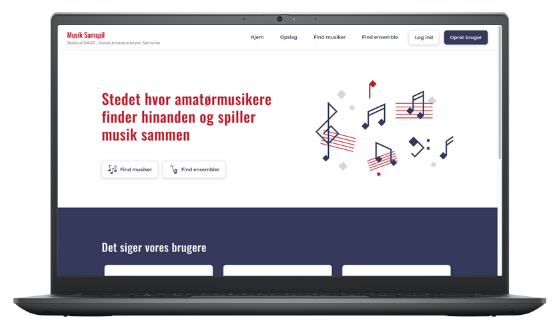 Musik Samspil
Skabt af DAOS - Dansk Amatørorkester Samvirke
Hjem
Opslag
Find musiker
Find ensemble
Log ind
Opret bruger
Stedet hvor amatørmusikere
finder hinanden og spiller
musik sammen
Find musiker
Find ensembler
Det siger vores brugere